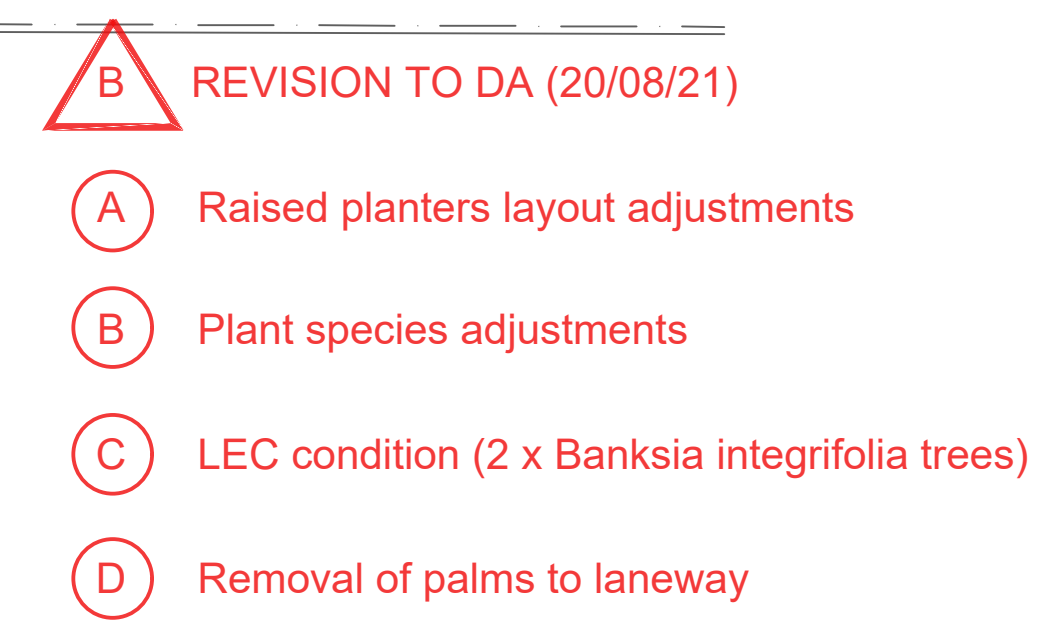 B REVISION TO DA (20/08/21)
A Raised planters layout adjustments
B Plant species adjustments
C LEC condition (2 x Banksia integrifolia trees)
D Removal of palms to laneway